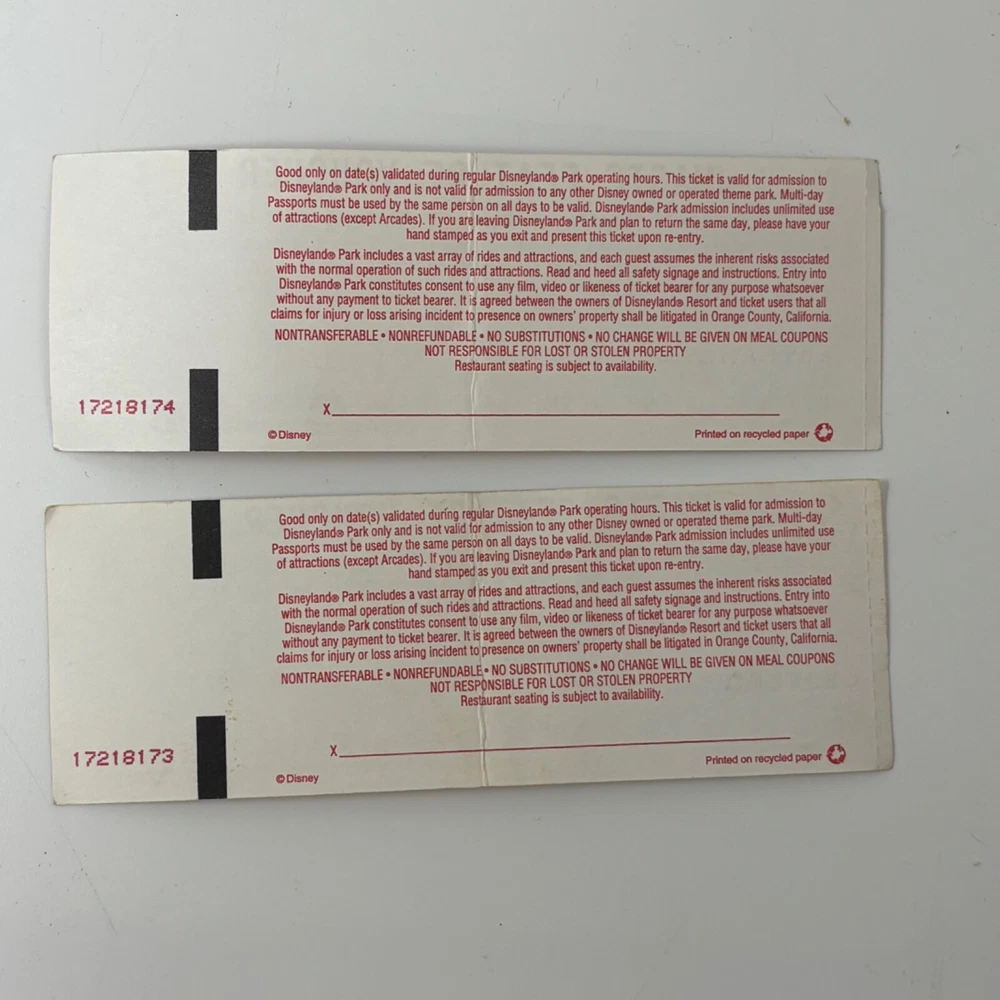 Good only on date(s) validated during regular Disneyland® Park operating hours. This ticket is valid for admission to
Disneyland® Park only and is not valid for admission to any other Disney owned or operated theme park. Multi-day
Passports must be used by the same person on all days to be valid. Disneyland® Park admission includes unlimited use
of attractions (except Arcades). If you are leaving Disneyland® Park and plan to return the same day, please have your
hand stamped as you exit and present this ticket upon re-entry.
Disneyland® Park includes a vast array of rides and attractions, and each guest assumes the inherent risks associated
with the normal operation of such rides and attractions. Read and heed all safety signage and instructions. Entry into
Disneyland® Park constitutes consent to use any film, video or likeness of ticket bearer for any purpose whatsoever
without any payment to ticket bearer. It is agreed between the owners of Disneyland® Resort and ticket users that all
claims for injury or loss arising incident to presence on owners' property shall be litigated in Orange County, California.
NONTRANSFERABLE • NONREFUNDABLE • NO SUBSTITUTIONS • NO CHANGE WILL BE GIVEN ON MEAL COUPONS
NOT RESPONSIBLE FOR LOST OR STOLEN PROPERTY
Restaurant seating is subject to availability.
17218174
X
© Disney
Printed on recycled paper
Good only on date(s) validated during regular Disneyland® Park operating hours. This ticket is valid for admission to
Disneyland® Park only and is not valid for admission to any other Disney owned or operated theme park. Multi-day
Passports must be used by the same person on all days to be valid. Disneyland® Park admission includes unlimited use
of attractions (except Arcades). If you are leaving Disneyland® Park and plan to return the same day, please have your
hand stamped as you exit and present this ticket upon re-entry.
Disneyland® Park includes a vast array of rides and attractions, and each guest assumes the inherent risks associated
with the normal operation of such rides and attractions. Read and heed all safety signage and instructions. Entry into
Disneyland® Park constitutes consent to use any film, video or likeness of ticket bearer for any purpose whatsoever
without any payment to ticket bearer. It is agreed between the owners of Disneyland® Resort and ticket users that all
claims for injury or loss arising incident to presence on owners' property shall be litigated in Orange County, California.
NONTRANSFERABLE • NONREFUNDABLE • NO SUBSTITUTIONS • NO CHANGE WILL BE GIVEN ON MEAL COUPONS
NOT RESPONSIBLE FOR LOST OR STOLEN PROPERTY
Restaurant seating is subject to availability.
17218173
X
© Disney
Printed on recycled paper